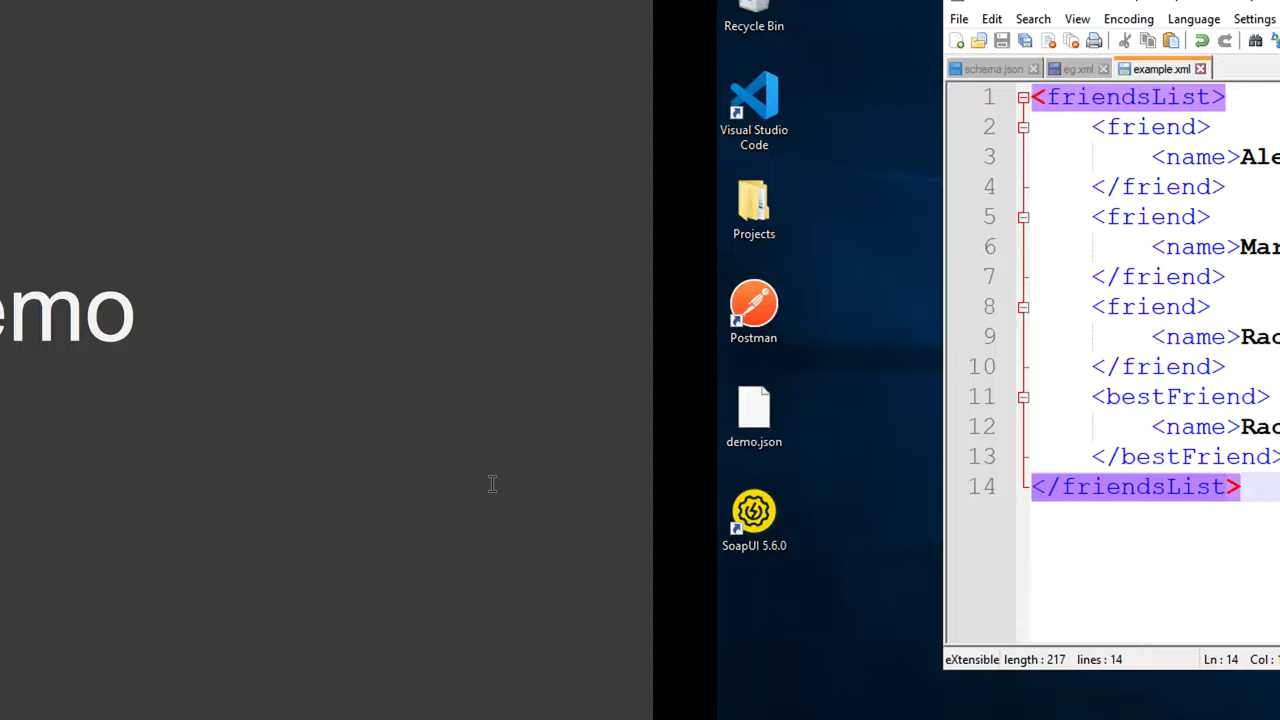 emo
Recycle Bin
Visual Studio
Code
Projects
Postman
demo.json
SoapUI 5.6.0
File Edit Search View Encoding Language Settings
schema.json eg.xml example.xml
1 <friendsList>
2 <friend>
3 <name>Ale
4 </friend>
5 <friend>
6 <name>Mar
7 </friend>
8 <friend>
9 <name>Rac
10 </friend>
11 <bestFriend>
12 <name>Rac
13 </bestFriend>
14 </friendsList>
eXtensible length : 217 lines : 14 Ln : 14 Col :